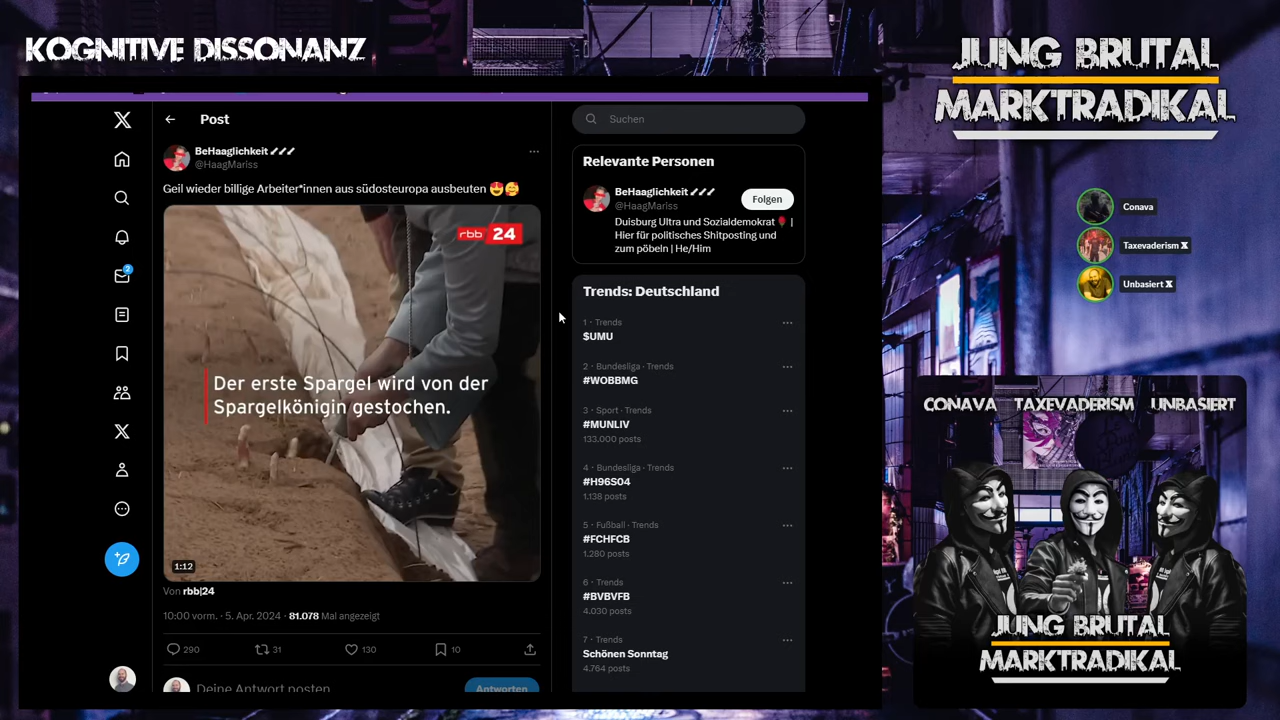 KOGNITIVE DISSONANZ
Post
BeHaaglichkeit
@HaagMariss
Geil wieder billige Arbeiter*innen aus südosteuropa ausbeuten 😍🥰
rbb 24
Der erste Spargel wird von der
Spargelkönigin gestochen.
1:12
Von rbb|24
10:00 vorm. · 5. Apr. 2024 · 81.078 Mal angezeigt
290
31
130
10
Deine Antwort posten
Antworten
2
Suchen
Relevante Personen
BeHaaglichkeit
@HaagMariss
Folgen
Duisburg Ultra und Sozialdemokrat🌹 |
Hier für politisches Shitposting und
zum pöbeln | He/Him
Trends: Deutschland
1 · Trends
$UMU
2 · Bundesliga · Trends
#WOBBMG
3 · Sport · Trends
#MUNLIV
133.000 posts
4 · Bundesliga · Trends
#H96S04
1.138 posts
5 · Fußball · Trends
#FCHFCB
1.280 posts
6 · Trends
#BVBVFB
4.030 posts
7 · Trends
Schönen Sonntag
4.764 posts
JUNG BRUTAL
MARKTRADIKAL
Conava
Taxevaderism X
Unbasiert X
CONAVA TAXEVADERISM UNBASIERT
JUNG BRUTAL
MARKTRADIKAL